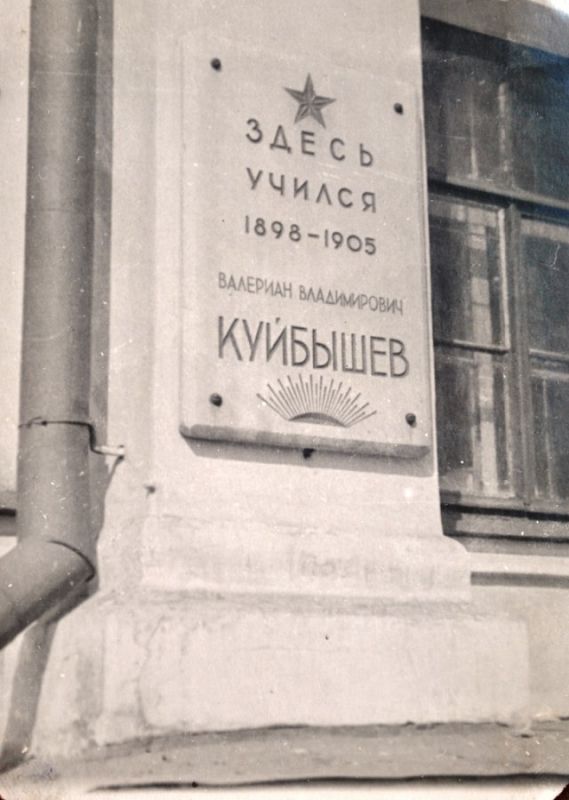 ЗДЕСЬ
УЧИЛСЯ
1898-1905
ВАЛЕРИАН ВЛАДИМИРОВИЧ
КУЙБЫШЕВ